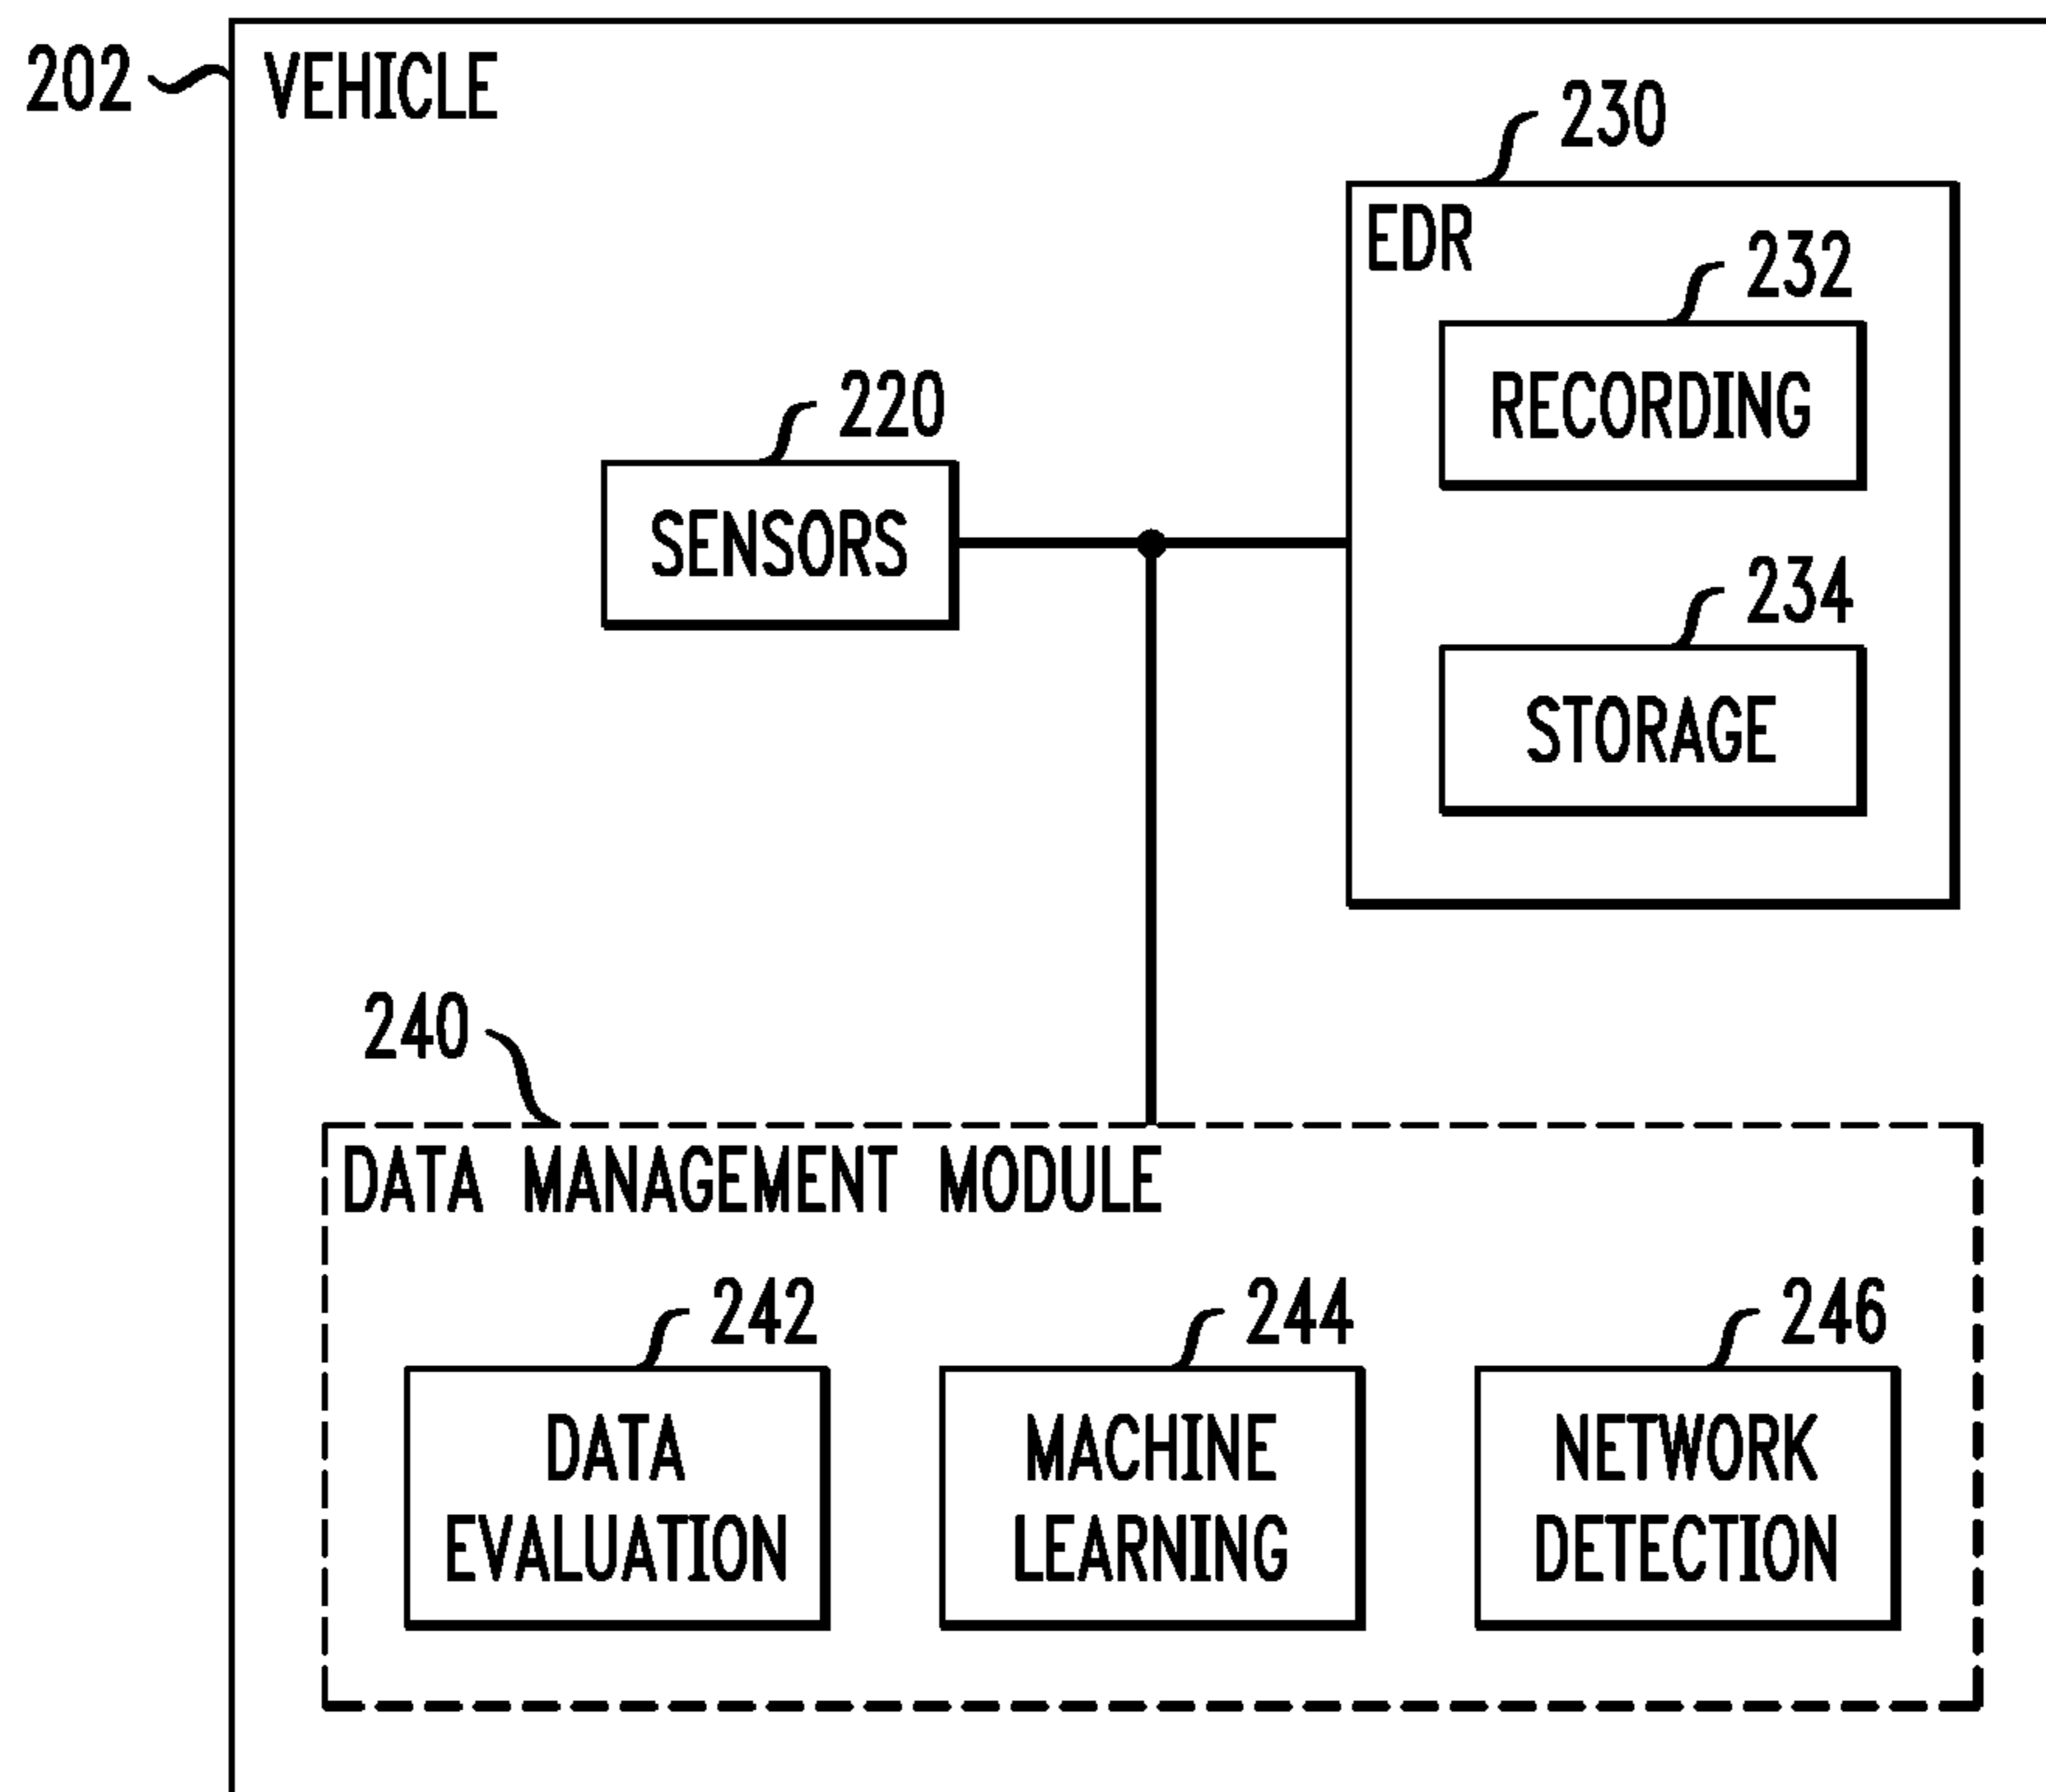 202
VEHICLE
230
EDR
232
RECORDING
220
SENSORS
234
STORAGE
240
DATA MANAGEMENT MODULE
242
DATA
EVALUATION
244
MACHINE
LEARNING
246
NETWORK
DETECTION